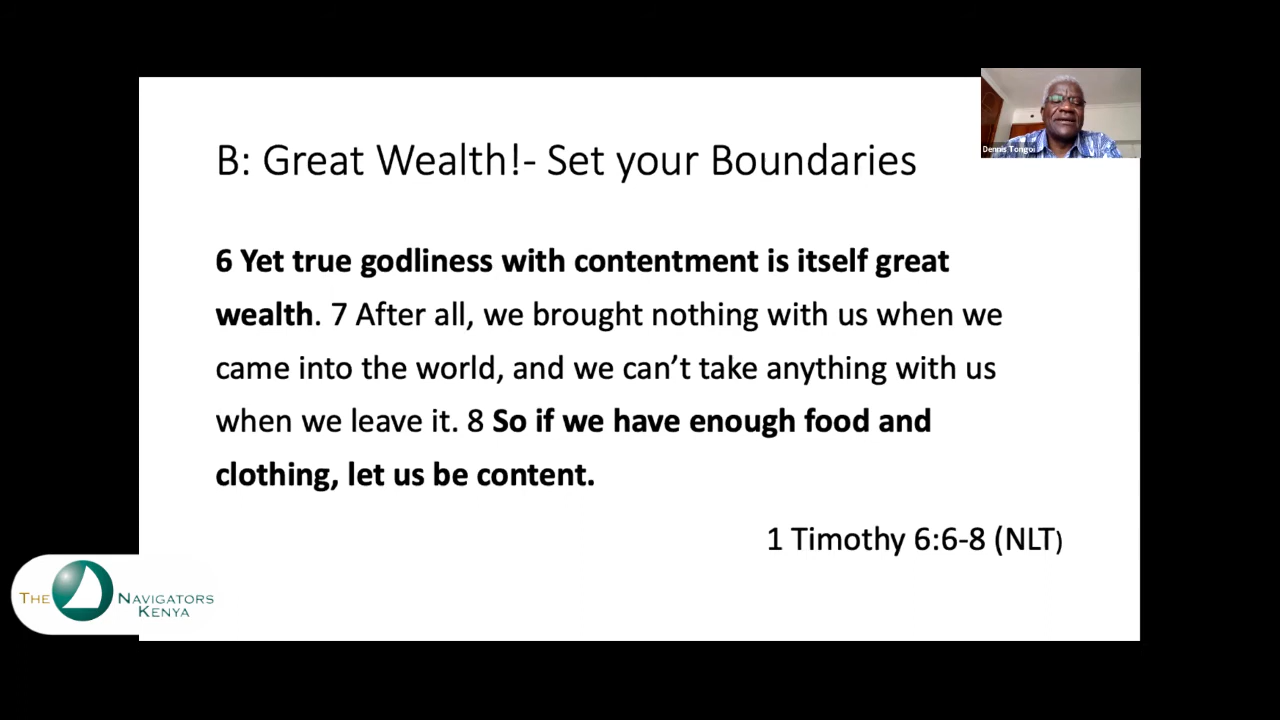 B: Great Wealth!- Set your Boundaries
Dennis Tongoi
6 Yet true godliness with contentment is itself great
wealth. 7 After all, we brought nothing with us when we
came into the world, and we can’t take anything with us
when we leave it. 8 So if we have enough food and
clothing, let us be content.
1 Timothy 6:6-8 (NLT)
THE NAVIGATORS
KENYA